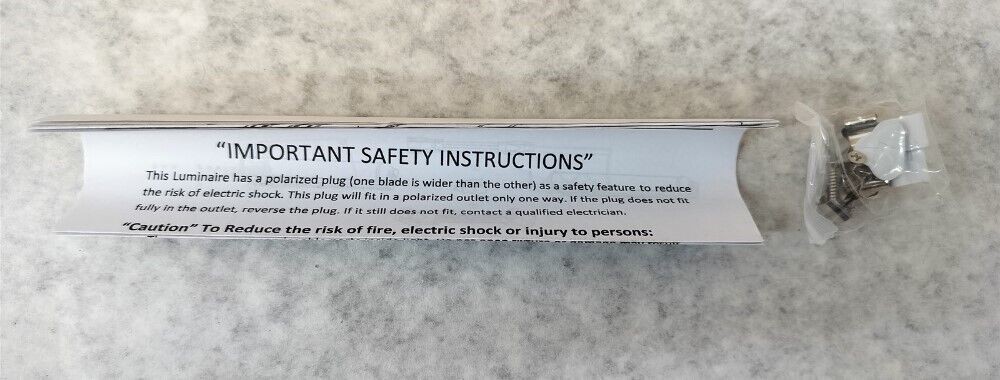 “IMPORTANT SAFETY INSTRUCTIONS”
This Luminaire has a polarized plug (one blade is wider than the other) as a safety feature to reduce
the risk of electric shock. This plug will fit in a polarized outlet only one way. If the plug does not fit
fully in the outlet, reverse the plug. If it still does not fit, contact a qualified electrician.
“Caution” To Reduce the risk of fire, electric shock or injury to persons: